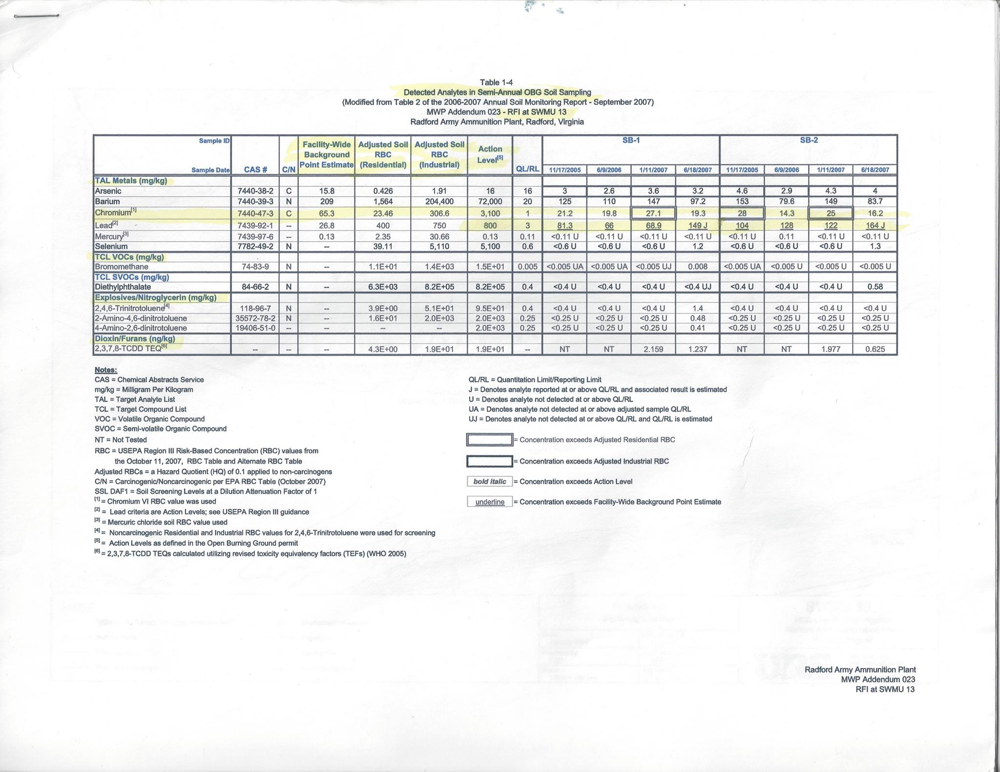 Table 1-4
Detected Analytes in Semi-Annual OBG Soil Sampling
(Modified from Table 2 of the 2006-2007 Annual Soil Monitoring Report - September 2007)
MWP Addendum 023 - RFI at SWMU 13
Radford Army Ammunition Plant, Radford, Virginia
Sample ID
Sample Date CAS # C/N Facility-Wide Background Point Estimate Adjusted Soil RBC (Residential) Adjusted Soil RBC (Industrial) Action Level[5] QL/RL SB-1 SB-2
11/17/2005 6/9/2006 1/11/2007 6/18/2007 11/17/2005 6/9/2006 1/11/2007 6/18/2007
TAL Metals (mg/kg)
Arsenic 7440-38-2 C 15.8 0.426 1.91 16 16 3 2.6 3.6 3.2 4.6 2.9 4.3 4
Barium 7440-39-3 N 209 1,564 204,400 72,000 20 125 110 147 97.2 153 79.6 149 83.7
Chromium[1] 7440-47-3 C 65.3 23.46 306.6 3,100 1 21.2 19.8 27.1 19.3 28 14.3 25 16.2
Lead[2] 7439-92-1 -- 26.8 400 750 800 3 81.3 66 68.9 149 J 104 128 122 164 J
Mercury[3] 7439-97-6 -- 0.13 2.35 30.66 0.13 0.11 <0.11 U <0.11 U <0.11 U <0.11 U <0.11 U 0.11 <0.11 U <0.11 U
Selenium 7782-49-2 N -- 39.11 5,110 5,100 0.6 <0.6 U <0.6 U <0.6 U 1.2 <0.6 U <0.6 U <0.6 U 1.3
TCL VOCs (mg/kg)
Bromomethane 74-83-9 N -- 1.1E+01 1.4E+03 1.5E+01 0.005 <0.005 UA <0.005 UA <0.005 UJ 0.008 <0.005 UA <0.005 U <0.005 U <0.005 U
TCL SVOCs (mg/kg)
Diethylphthalate 84-66-2 N -- 6.3E+03 8.2E+05 8.2E+05 0.4 <0.4 U <0.4 U <0.4 U <0.4 UJ <0.4 U <0.4 U <0.4 U 0.58
Explosives/Nitroglycerin (mg/kg)
2,4,6-Trinitrotoluene[4] 118-96-7 N -- 3.9E+00 5.1E+01 9.5E+01 0.4 <0.4 U <0.4 U <0.4 U 1.4 <0.4 U <0.4 U <0.4 U <0.4 U
2-Amino-4,6-dinitrotoluene 35572-78-2 N -- 1.6E+01 2.0E+03 2.0E+03 0.25 <0.25 U <0.25 U <0.25 U 0.48 <0.25 U <0.25 U <0.25 U <0.25 U
4-Amino-2,6-dinitrotoluene 19406-51-0 -- -- -- -- 2.0E+03 0.25 <0.25 U <0.25 U <0.25 U 0.41 <0.25 U <0.25 U <0.25 U <0.25 U
Dioxin/Furans (ng/kg)
2,3,7,8-TCDD TEQ[6] -- -- -- 4.3E+00 1.9E+01 1.9E+01 -- NT NT 2.159 1.237 NT NT 1.977 0.625
Notes:
CAS = Chemical Abstracts Service
mg/kg = Milligram Per Kilogram
TAL = Target Analyte List
TCL = Target Compound List
VOC = Volatile Organic Compound
SVOC = Semi-volatile Organic Compound
NT = Not Tested
RBC = USEPA Region III Risk-Based Concentration (RBC) values from
the October 11, 2007, RBC Table and Alternate RBC Table
Adjusted RBCs = a Hazard Quotient (HQ) of 0.1 applied to non-carcinogens
C/N = Carcinogenic/Noncarcinogenic per EPA RBC Table (October 2007)
SSL DAF1 = Soil Screening Levels at a Dilution Attenuation Factor of 1
[1] = Chromium VI RBC value was used
[2] = Lead criteria are Action Levels; see USEPA Region III guidance
[3] = Mercuric chloride soil RBC value used
[4] = Noncarcinogenic Residential and Industrial RBC values for 2,4,6-Trinitrotoluene were used for screening
[5] = Action Levels as defined in the Open Burning Ground permit
[6] = 2,3,7,8-TCDD TEQs calculated utilizing revised toxicity equivalency factors (TEFs) (WHO 2005)
QL/RL = Quantitation Limit/Reporting Limit
J = Denotes analyte reported at or above QL/RL and associated result is estimated
U = Denotes analyte not detected at or above QL/RL
UA = Denotes analyte not detected at or above adjusted sample QL/RL
UJ = Denotes analyte not detected at or above QL/RL and QL/RL is estimated
= Concentration exceeds Adjusted Residential RBC
= Concentration exceeds Adjusted Industrial RBC
bold italic = Concentration exceeds Action Level
underline = Concentration exceeds Facility-Wide Background Point Estimate
Radford Army Ammunition Plant
MWP Addendum 023
RFI at SWMU 13